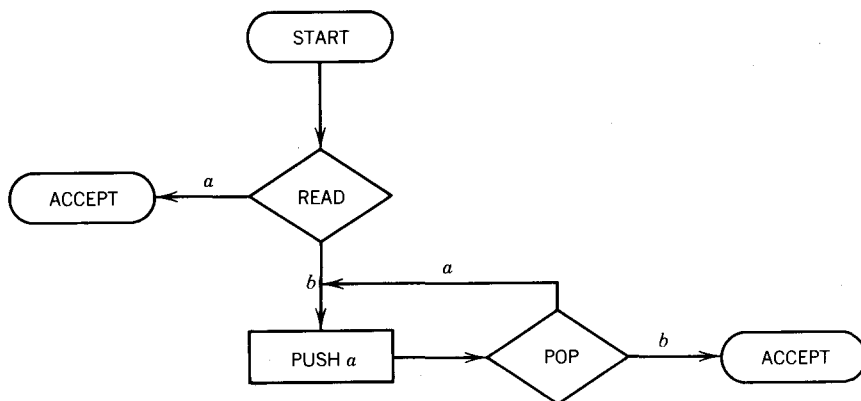 START
a
ACCEPT
READ
b
a
PUSH a
POP
b
ACCEPT